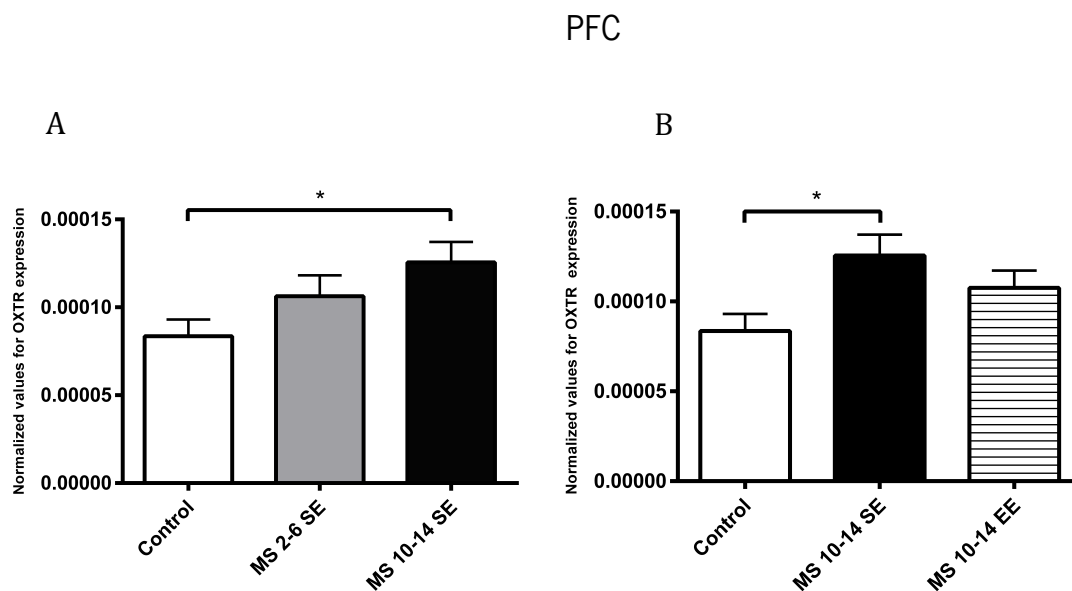 PFC
A
*
Normalized values for OXTR expression
0.00015
0.00010
0.00005
0.00000
Control
MS 2-6 SE
MS 10-14 SE
B
*
Normalized values for OXTR expression
0.00015
0.00010
0.00005
0.00000
Control
MS 10-14 SE
MS 10-14 EE